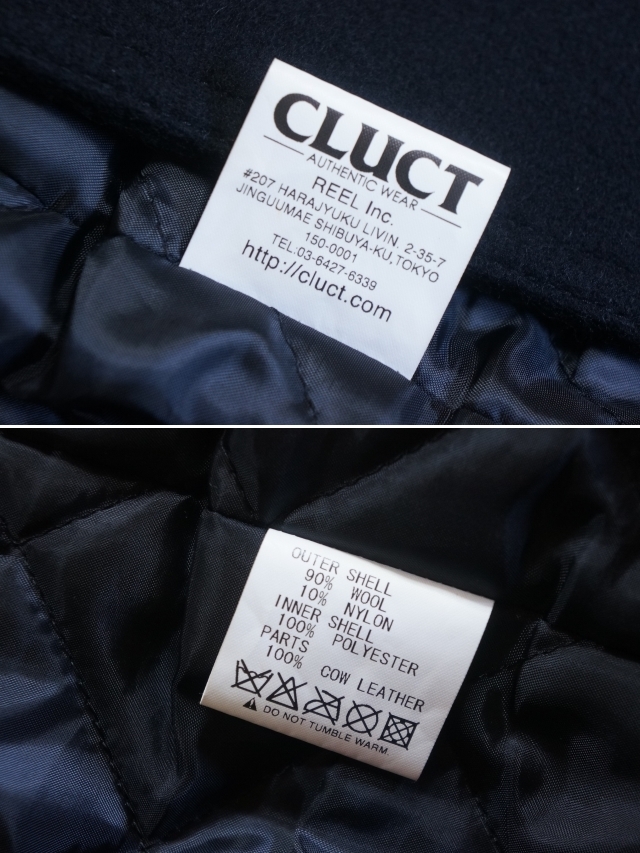 CLUCT
AUTHENTIC WEAR
REEL Inc.
#207 HARAJYUKU LIVIN. 2-35-7
JINGUUMAE SHIBUYA-KU,TOKYO
150-0001
TEL:03-6427-6339
http://cluct.com
OUTER SHELL
90% WOOL
10% NYLON
INNER SHELL
100% POLYESTER
PARTS
100% COW LEATHER
DO NOT TUMBLE WARM.